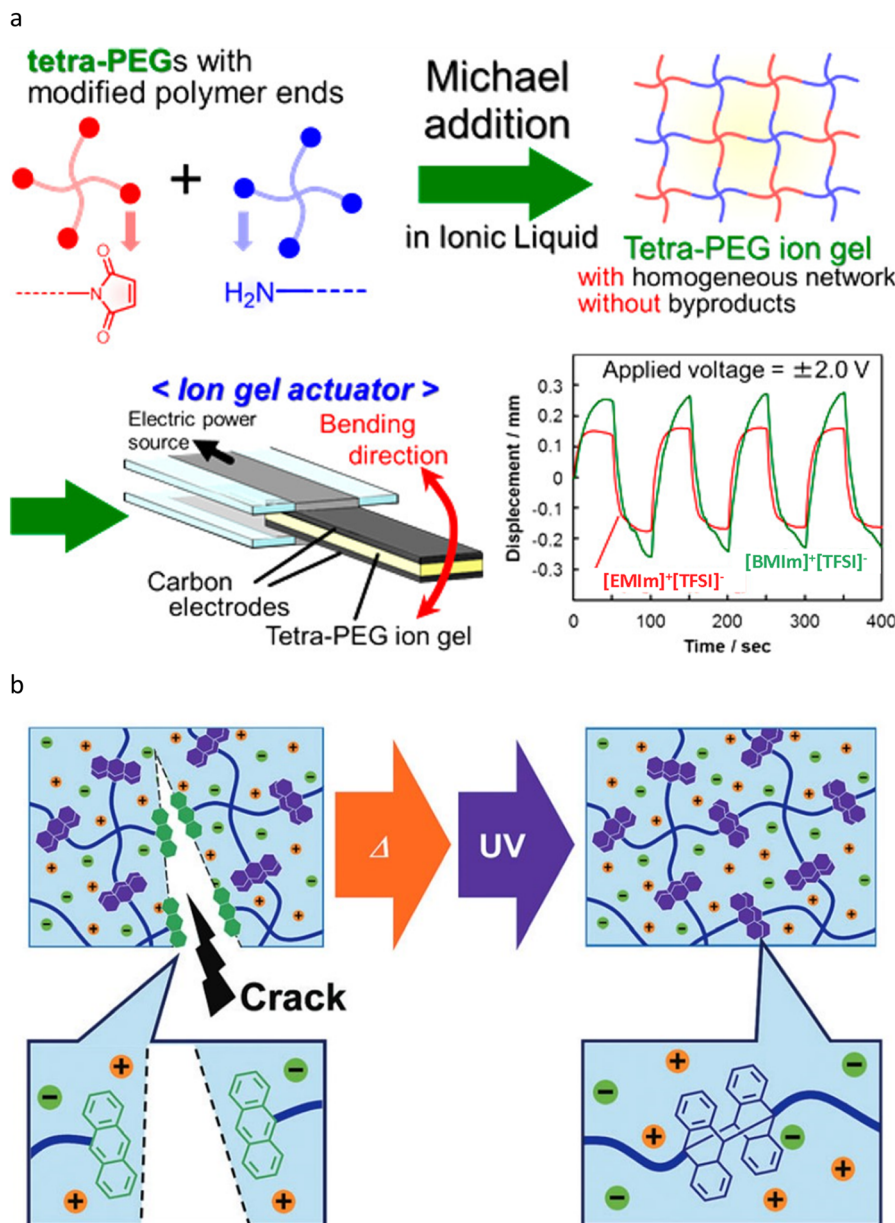 a
tetra-PEGs with
modified polymer ends
+
Michael
addition
in Ionic Liquid
O
N
O
H₂N
Tetra-PEG ion gel
with homogeneous network
without byproducts
< Ion gel actuator >
Electric power
source
Bending
direction
Carbon
electrodes
Tetra-PEG ion gel
Applied voltage = ±2.0 V
Displecement / mm
0.3
0.2
0.1
0
-0.1
-0.2
-0.3
[EMIm]⁺[TFSI]⁻
[BMIm]⁺[TFSI]⁻
0 100 200 300 400
Time / sec
b
Δ
UV
Crack